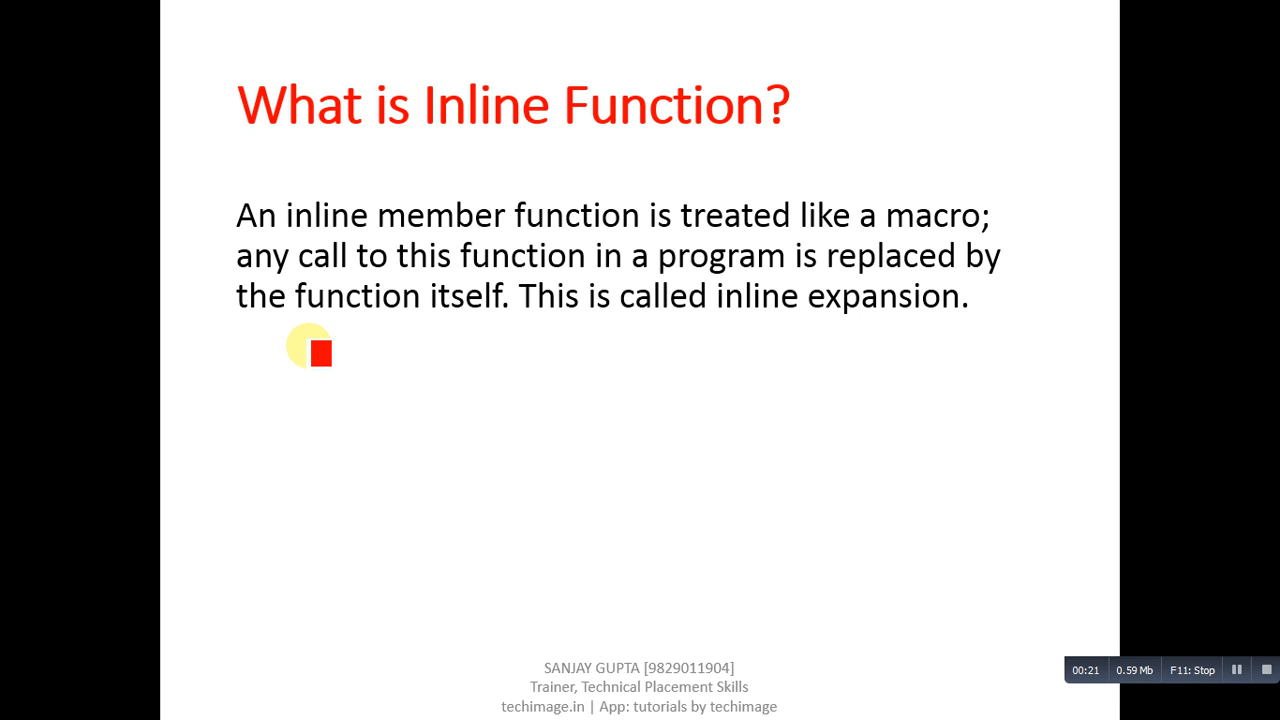 What is Inline Function?
An inline member function is treated like a macro;
any call to this function in a program is replaced by
the function itself. This is called inline expansion.
SANJAY GUPTA [9829011904]
Trainer, Technical Placement Skills
techimage.in | App: tutorials by techimage
00:21 0.59 Mb F11: Stop